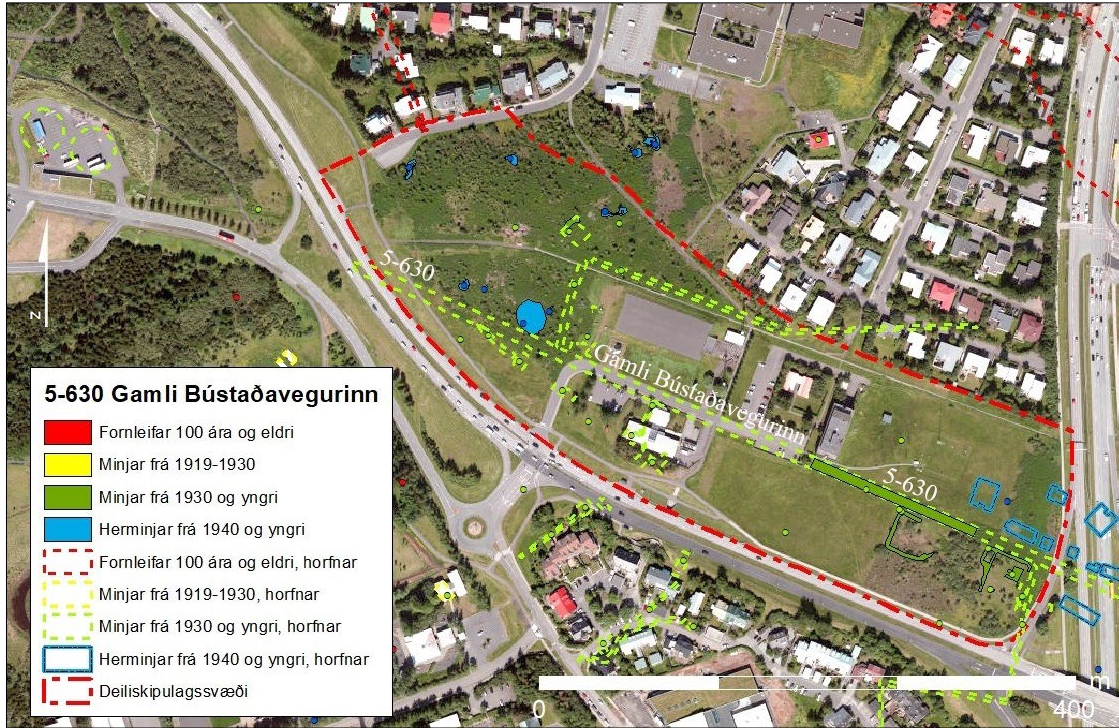 5-630
Gamli Bústaðavegurinn
5-630
N
5-630 Gamli Bústaðavegurinn
Fornleifar 100 ára og eldri
Minjar frá 1919-1930
Minjar frá 1930 og yngri
Herminjar frá 1940 og yngri
Fornleifar 100 ára og eldri, horfnar
Minjar frá 1919-1930, horfnar
Minjar frá 1930 og yngri, horfnar
Herminjar frá 1940 og yngri, horfnar
Deiliskipulagssvæði
m
0 400